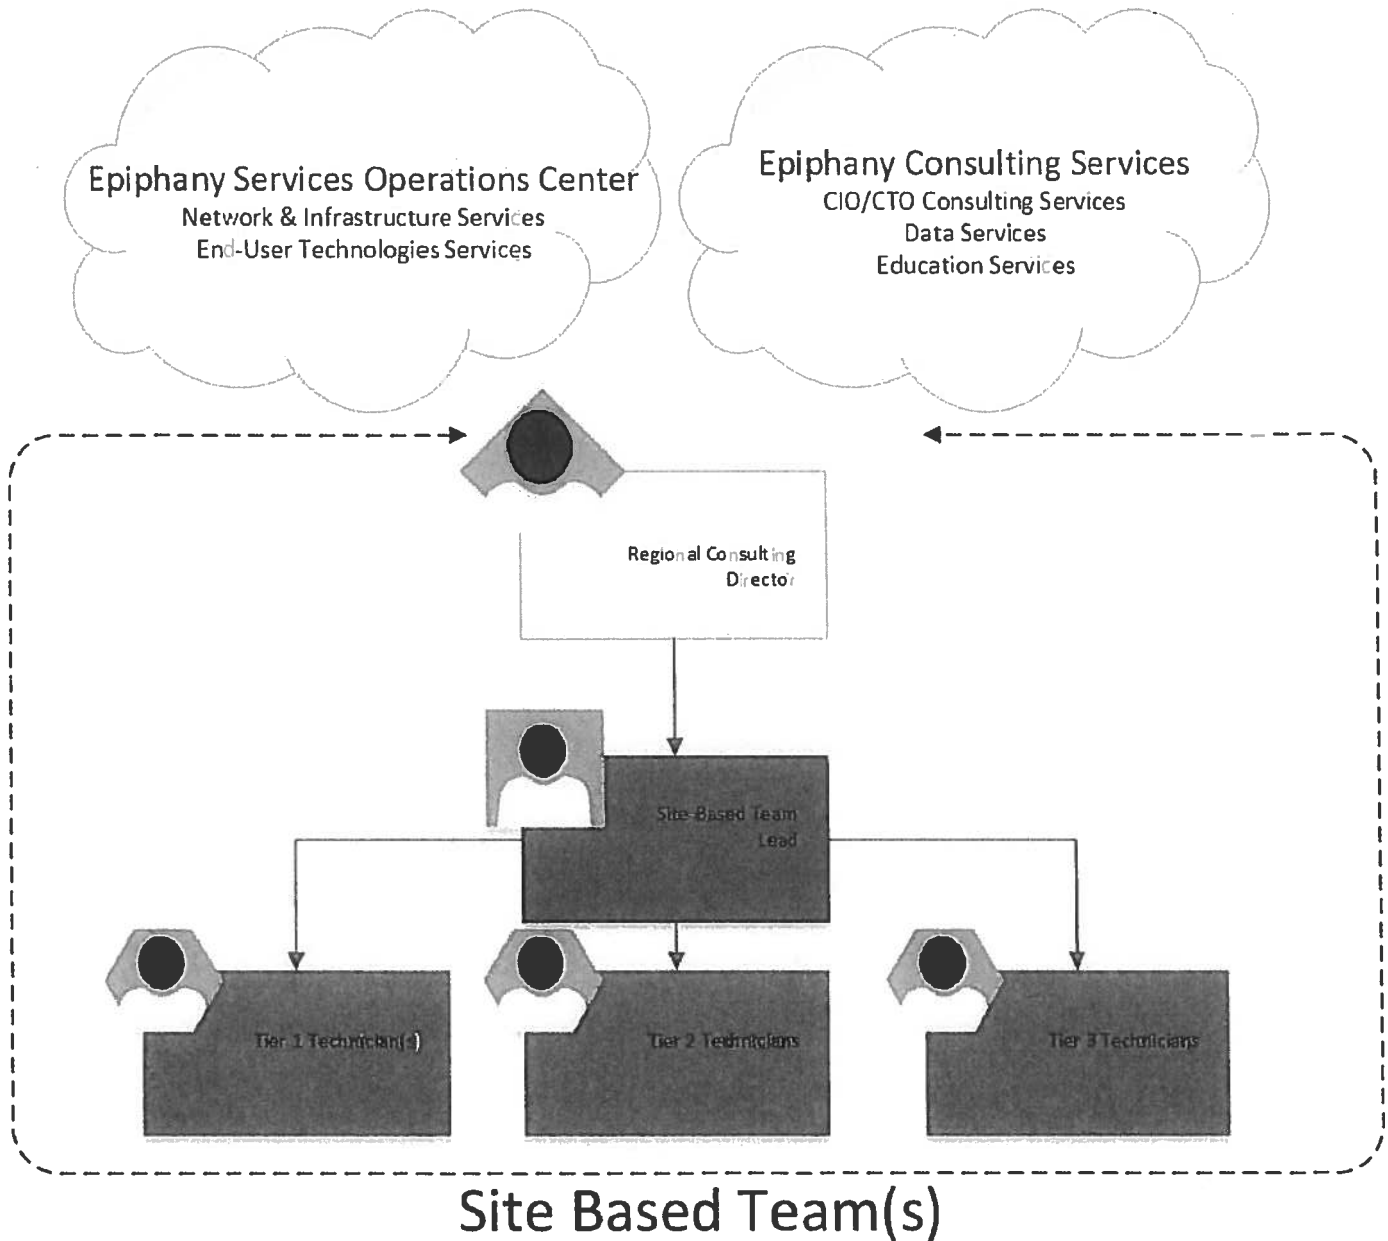 Epiphany Services Operations Center
Network & Infrastructure Services
End-User Technologies Services
Epiphany Consulting Services
CIO/CTO Consulting Services
Data Services
Education Services
Regional Consulting
Director
Site-Based Team
Lead
Tier 1 Technician(s)
Tier 2 Technicians
Tier 3 Technicians
Site Based Team(s)